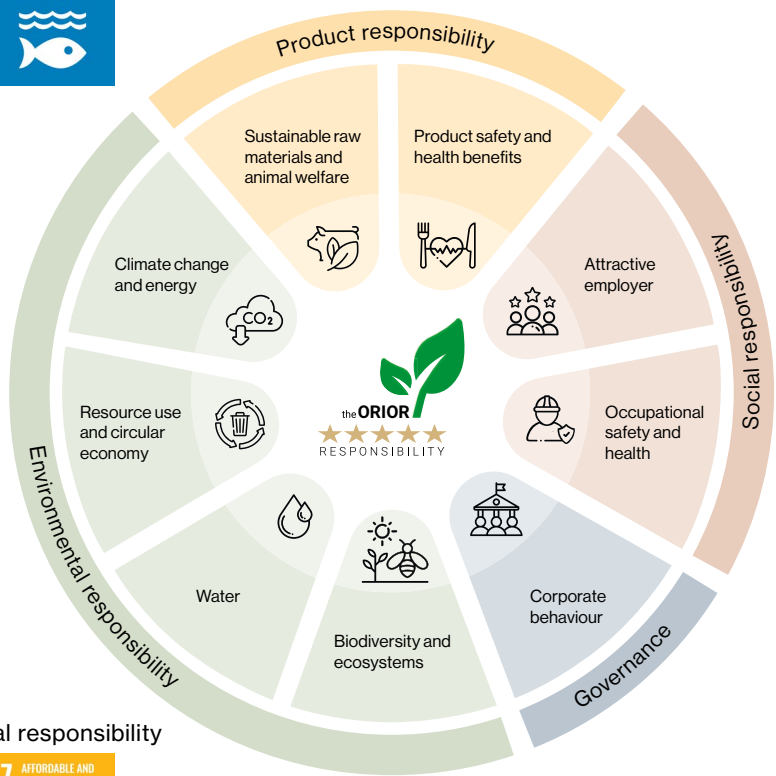 Product responsibility
Sustainable raw
materials and
animal welfare
Product safety and
health benefits
Climate change
and energy
CO2
Attractive
employer
Social responsibility
Resource use
and circular
economy
the ORIOR
RESPONSIBILITY
Occupational
safety and
health
Environmental responsibility
Water
Biodiversity and
ecosystems
Corporate
behaviour
Governance
al responsibility
7 AFFORDABLE AND